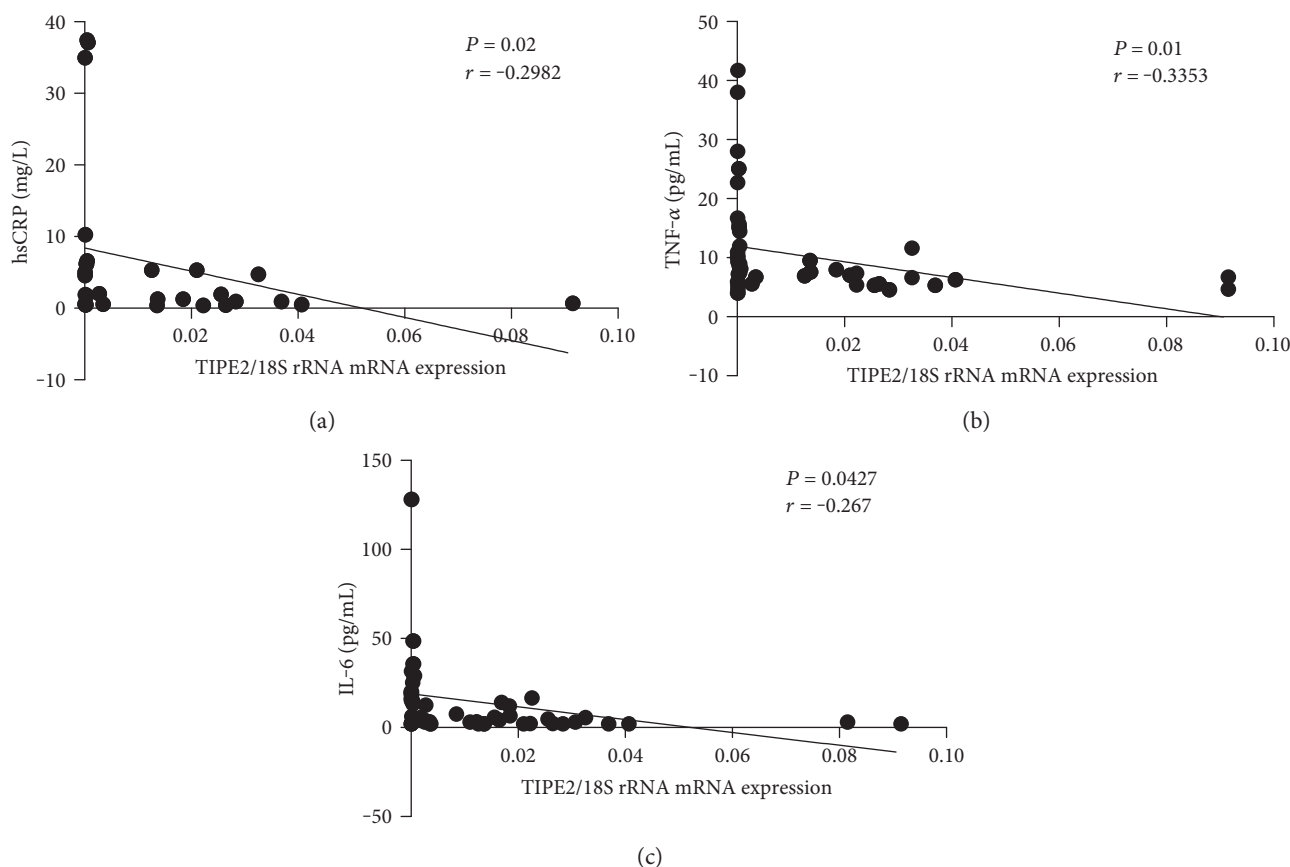 40
30
20
10
0
−10
hsCRP (mg/L)
P = 0.02
r = −0.2982
0.02
0.04
0.06
0.08
0.10
TIPE2/18S rRNA mRNA expression
(a)
50
40
30
20
10
0
−10
TNF-α (pg/mL)
P = 0.01
r = −0.3353
0.02
0.04
0.06
0.08
0.10
TIPE2/18S rRNA mRNA expression
(b)
150
100
50
0
−50
IL-6 (pg/mL)
P = 0.0427
r = −0.267
0.02
0.04
0.06
0.08
0.10
TIPE2/18S rRNA mRNA expression
(c)